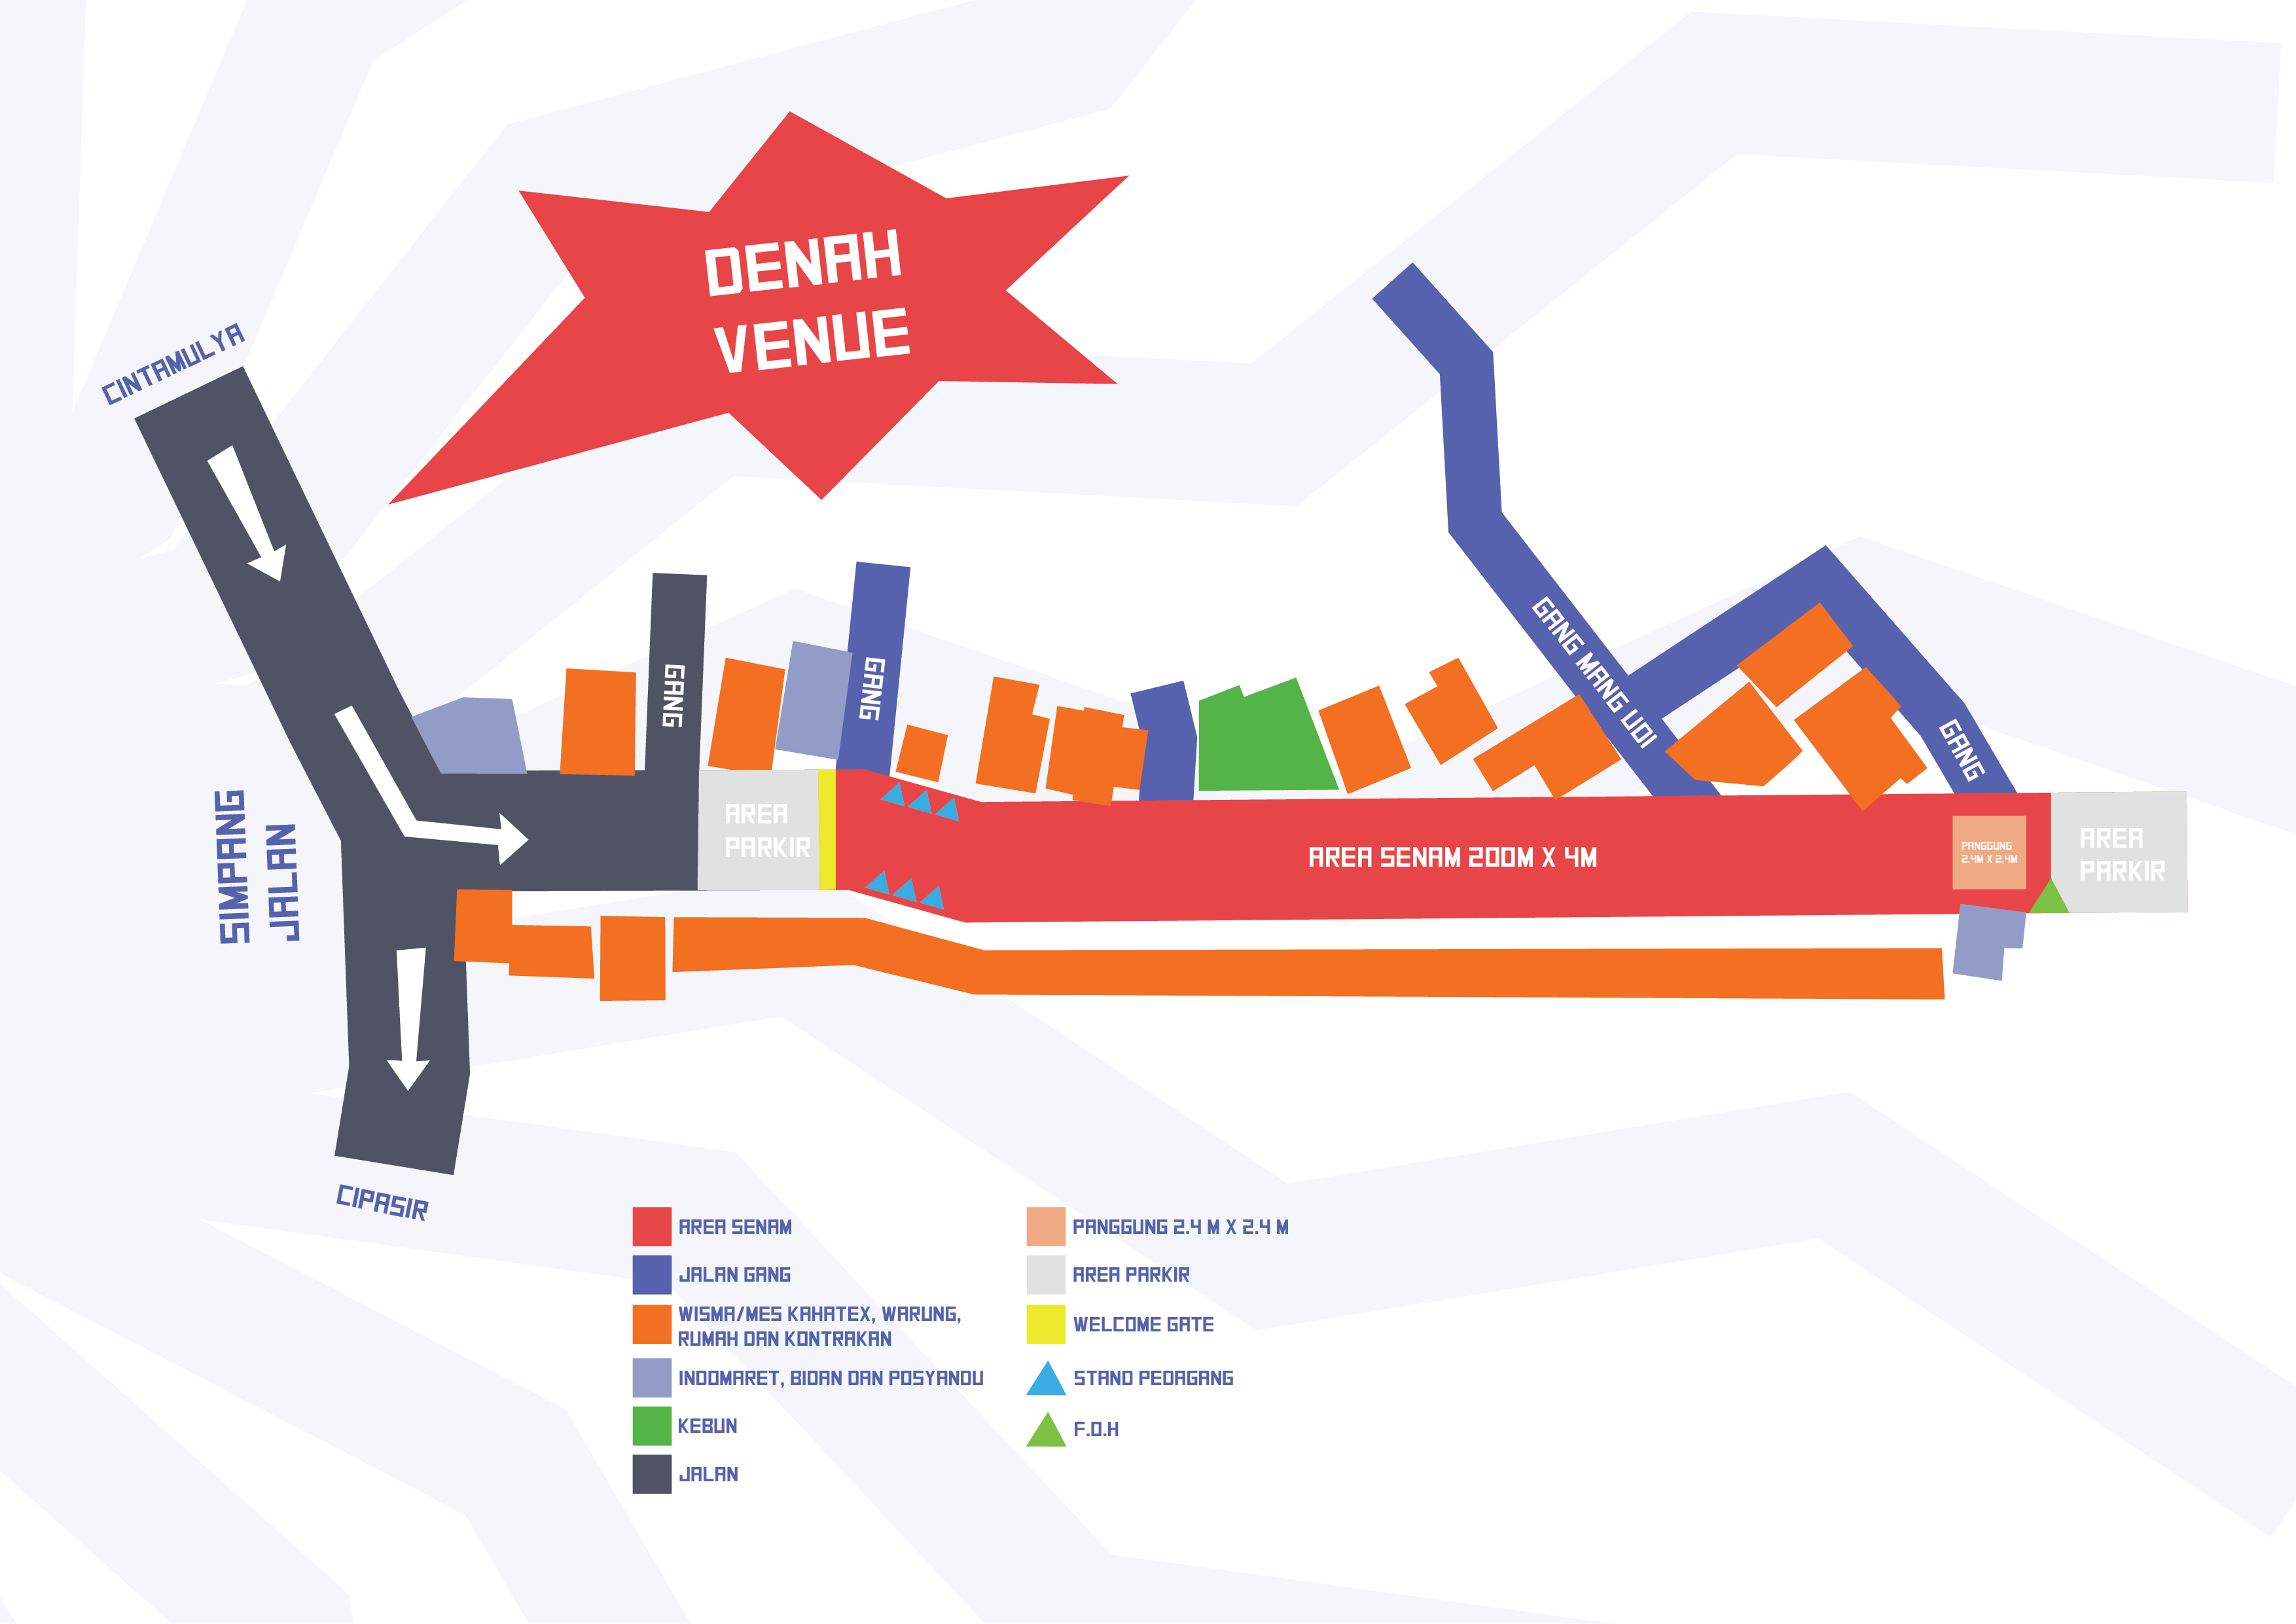 DENAH
VENUE
CINTAMULYA
SIMPANG
JALAN
CIPASIR
GANG
GANG
GANG MANG UDI
GANG
AREA
PARKIR
AREA SENAM 200M X 4M
PANGGUNG
2.4M X 2.4M
AREA
PARKIR
AREA SENAM
JALAN GANG
WISMA/MES KAHATEX, WARUNG,
RUMAH DAN KONTRAKAN
INDOMARET, BIDAN DAN POSYANDU
KEBUN
JALAN
PANGGUNG 2.4 M X 2.4 M
AREA PARKIR
WELCOME GATE
STAND PEDAGANG
F.O.H